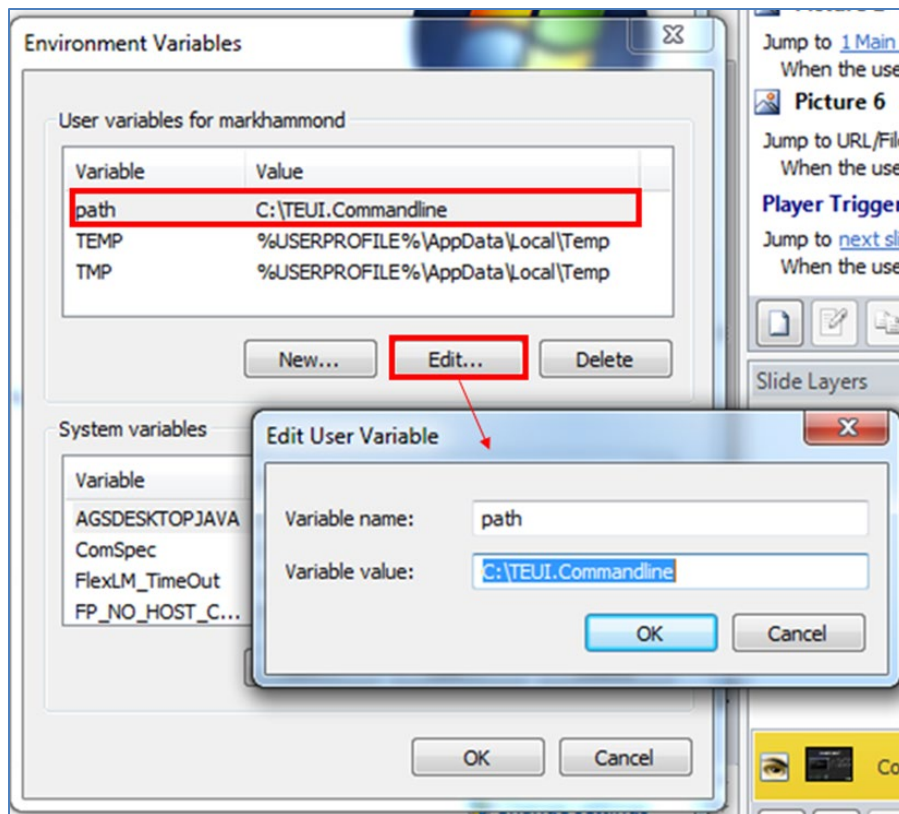 Environment Variables
User variables for markhammond
Variable Value
path C:\TEUI.Commandline
TEMP %USERPROFILE%\AppData\Local\Temp
TMP %USERPROFILE%\AppData\Local\Temp
New... Edit... Delete
System variables
Variable
AGSDESKTOPJAVA
ComSpec
FlexLM_TimeOut
FP_NO_HOST_C...
Edit User Variable
Variable name: path
Variable value: C:\TEUI.Commandline
OK Cancel
OK Cancel
Jump to 1 Main
When the use
Picture 6
Jump to URL/Fil
When the use
Player Trigger
Jump to next sli
When the use
Slide Layers
Co